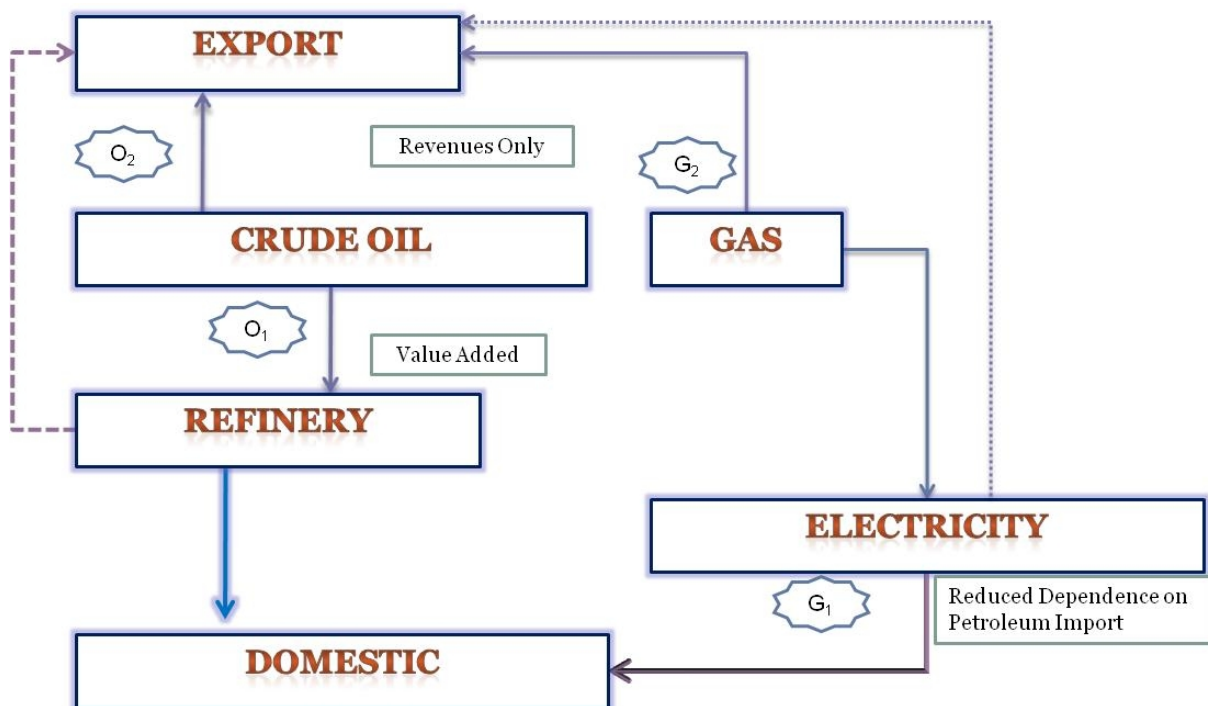 EXPORT
O₂
Revenues Only
G₂
CRUDE OIL
GAS
O₁
Value Added
REFINERY
ELECTRICITY
G₁
Reduced Dependence on
Petroleum Import
DOMESTIC